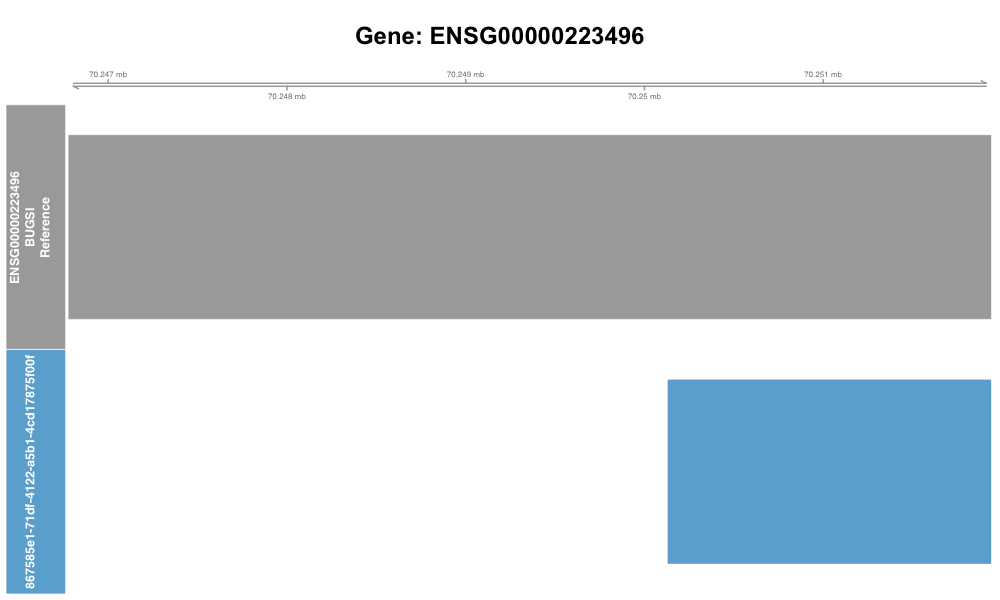 Gene: ENSG00000223496
70.247 mb
70.249 mb
70.251 mb
70.248 mb
70.25 mb
ENSG00000223496
BUGSI
Reference
867585e1-71df-4122-a5b1-4cd17875f00f